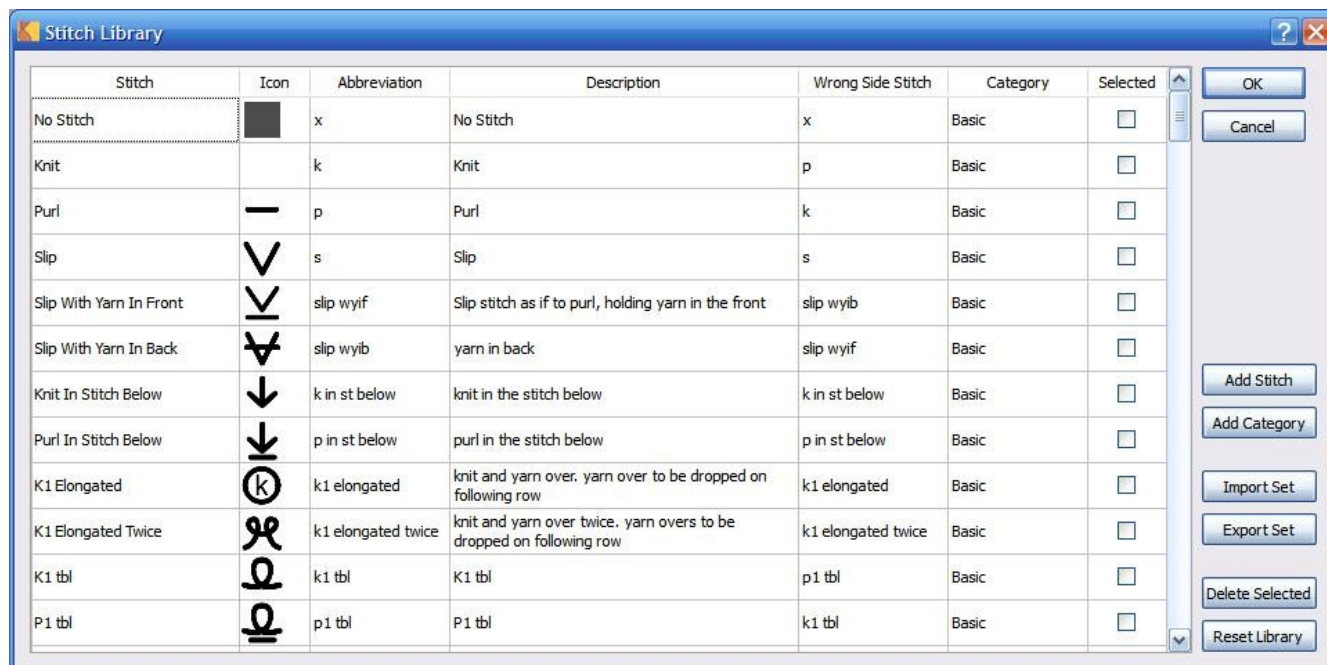 Stitch Library
Stitch Icon Abbreviation Description Wrong Side Stitch Category Selected
No Stitch x No Stitch x Basic
Knit k Knit p Basic
Purl p Purl k Basic
Slip s Slip s Basic
Slip With Yarn In Front slip wyif Slip stitch as if to purl, holding yarn in the front slip wyib Basic
Slip With Yarn In Back slip wyib yarn in back slip wyif Basic
Knit In Stitch Below k in st below knit in the stitch below k in st below Basic
Purl In Stitch Below p in st below purl in the stitch below p in st below Basic
K1 Elongated k k1 elongated knit and yarn over. yarn over to be dropped on
following row k1 elongated Basic
K1 Elongated Twice k1 elongated twice knit and yarn over twice. yarn overs to be
dropped on following row k1 elongated twice Basic
K1 tbl k1 tbl K1 tbl p1 tbl Basic
P1 tbl p1 tbl P1 tbl k1 tbl Basic
OK
Cancel
Add Stitch
Add Category
Import Set
Export Set
Delete Selected
Reset Library